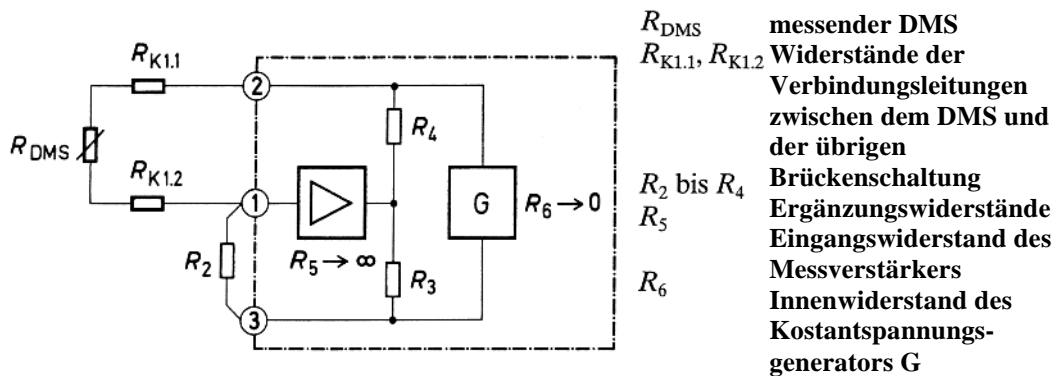 R_K1.1
R_DMS
R_K1.2
R_2
2
1
3
R_4
R_5 → ∞
R_3
G
R_6 → 0
R_DMS messender DMS
R_K1.1, R_K1.2 Widerstände der
Verbindungsleitungen
zwischen dem DMS und
der übrigen
R_2 bis R_4 Brückenschaltung
R_5 Ergänzungswiderstände
Eingangswiderstand des
R_6 Messverstärkers
Innenwiderstand des
Kostantspannungs-
generators G